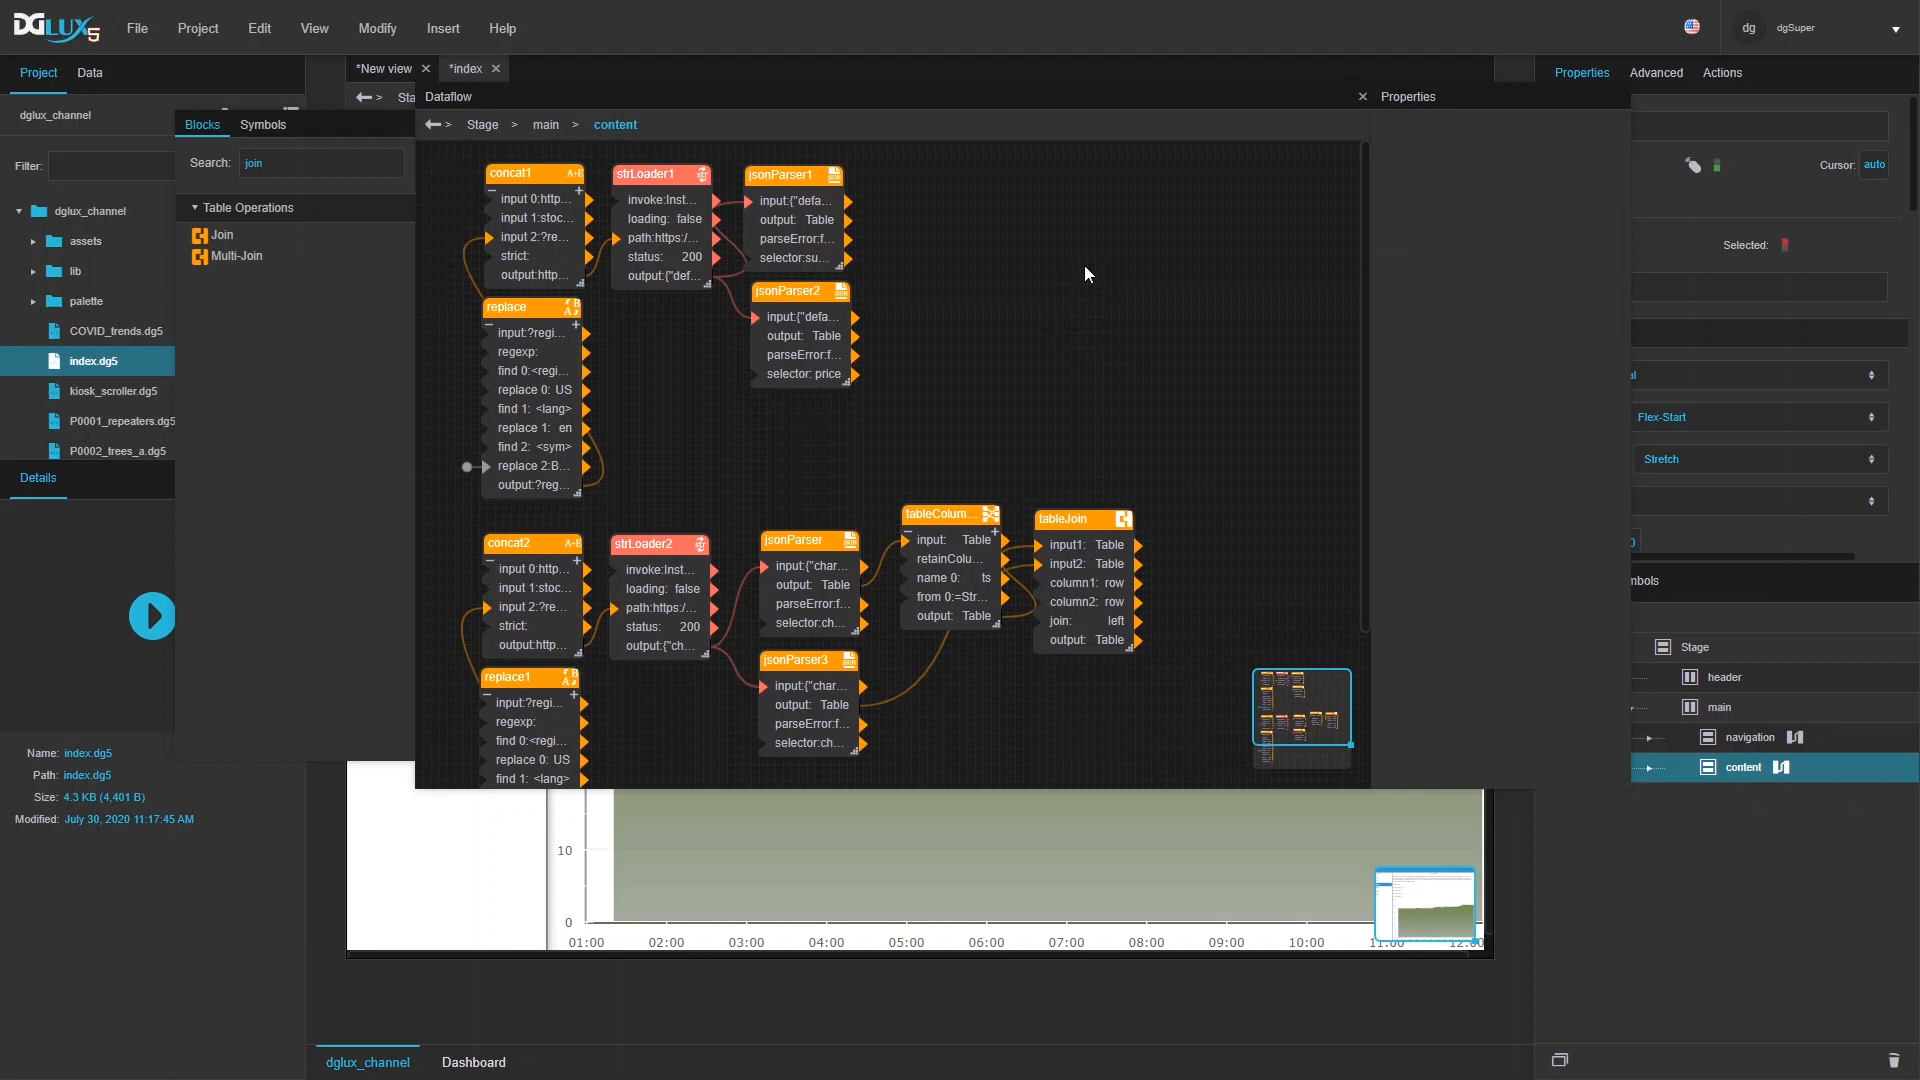 DGLUX5
File
Project
Edit
View
Modify
Insert
Help
dg
dgSuper
Project
Data
*New view
*index
Properties
Advanced
Actions
Sta
Dataflow
Properties
dglux_channel
Blocks
Symbols
Stage > main > content
Filter:
Search: join
Cursor: auto
Table Operations
Join
Multi-Join
Selected:
dglux_channel
assets
lib
palette
COVID_trends.dg5
index.dg5
kiosk_scroller.dg5
P0001_repeaters.dg5
P0002_trees_a.dg5
Details
concat1
input 0:http...
input 1:stoc...
input 2:?re...
strict:
output:http...
strLoader1
invoke:Inst...
loading: false
path:https:/...
status: 200
output:{"def...
jsonParser1
input:{"defa...
output: Table
parseError:f...
selector:su...
jsonParser2
input:{"defa...
output: Table
parseError:f...
selector: price
replace
input:?regi...
regexp:
find 0:<regi...
replace 0: US
find 1: <lang>
replace 1: en
find 2: <sym>
replace 2:B...
output:?reg...
concat2
input 0:http...
input 1:stoc...
input 2:?re...
strict:
output:http...
strLoader2
invoke:Inst...
loading: false
path:https:/...
status: 200
output:{"ch...
jsonParser
input:{"char...
output: Table
parseError:f...
selector:ch...
jsonParser3
input:{"char...
output: Table
parseError:f...
selector:ch...
tableColum...
input: Table
retainColu...
name 0: ts
from 0:=Str...
output: Table
tableJoin
input1: Table
input2: Table
column1: row
column2: row
join: left
output: Table
replace1
input:?regi...
regexp:
find 0:<regi...
replace 0: US
find 1: <lang>
Flex-Start
Stretch
mbols
Stage
header
main
navigation
content
Name: index.dg5
Path: index.dg5
Size: 4.3 KB (4,401 B)
Modified: July 30, 2020 11:17:45 AM
10
0
01:00 02:00 03:00 04:00 05:00 06:00 07:00 08:00 09:00 10:00 11:00 12:00
dglux_channel
Dashboard